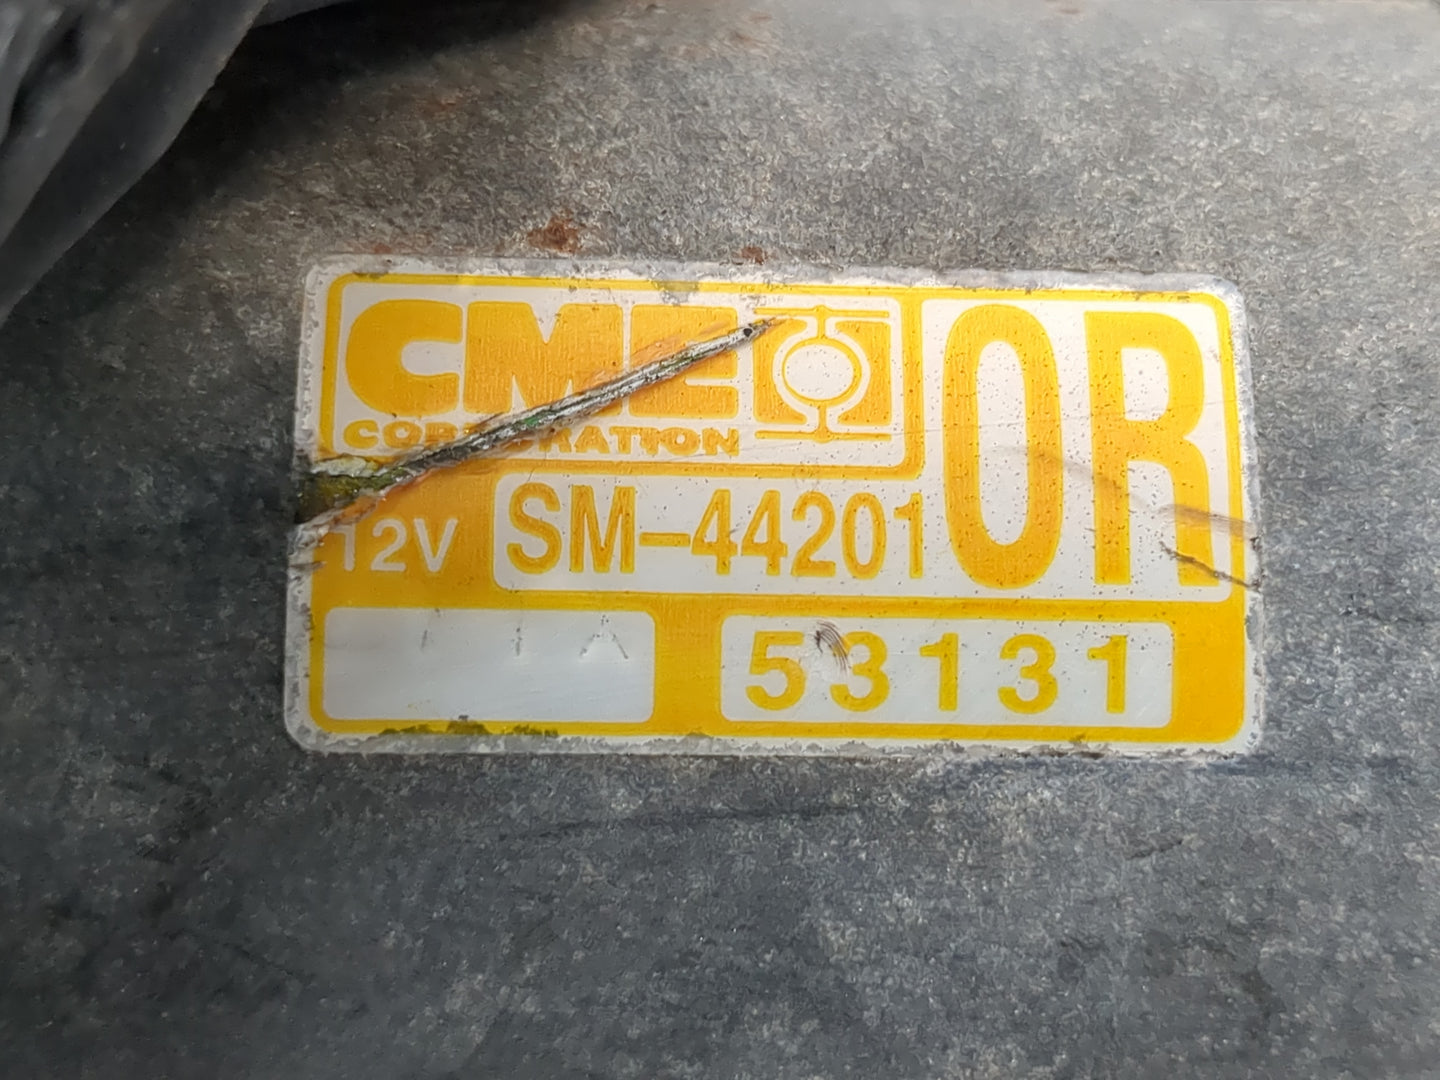 CME
CORPORATION
OR
12V SM-44201
53131